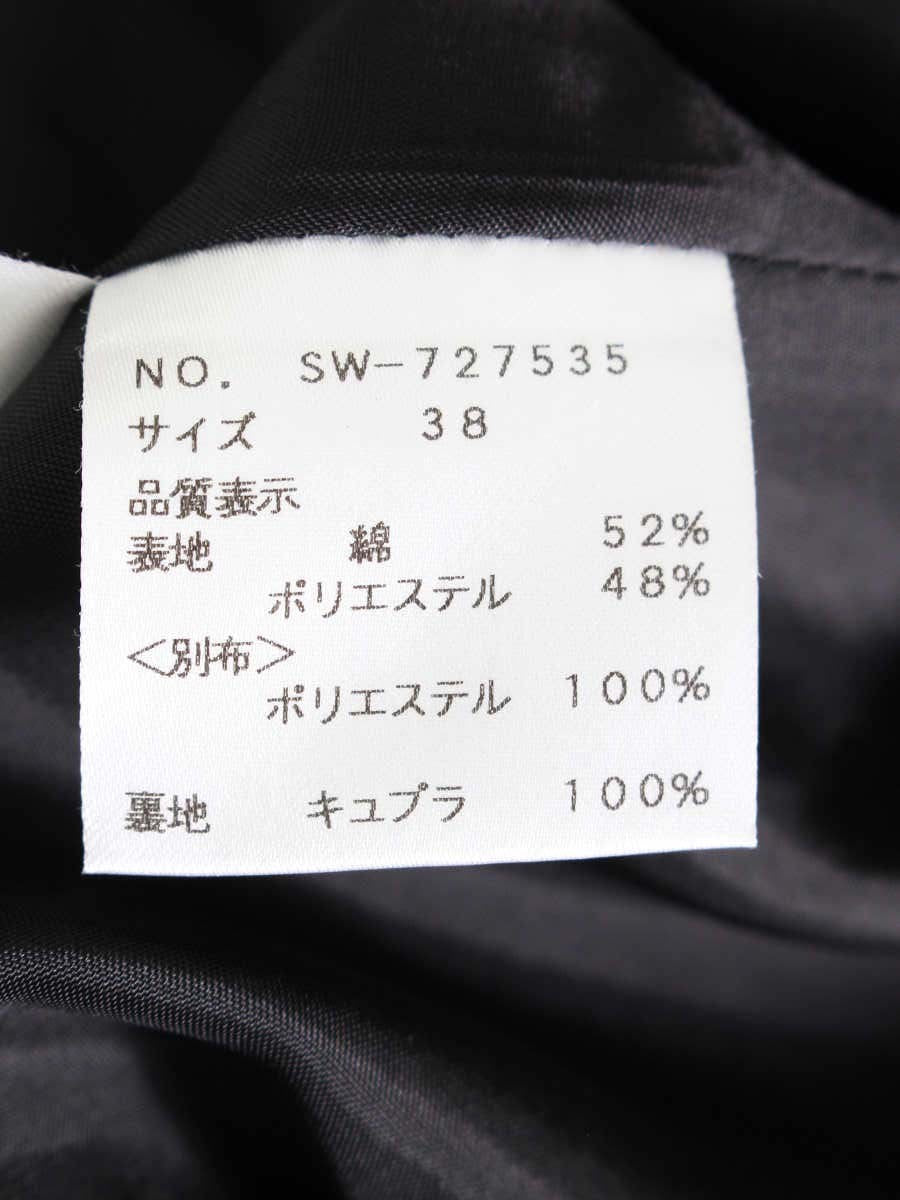 NO. SW-727535
サイズ 38
品質表示
表地 綿 52%
ポリエステル 48%
<別布>
ポリエステル 100%
裏地 キュプラ 100%